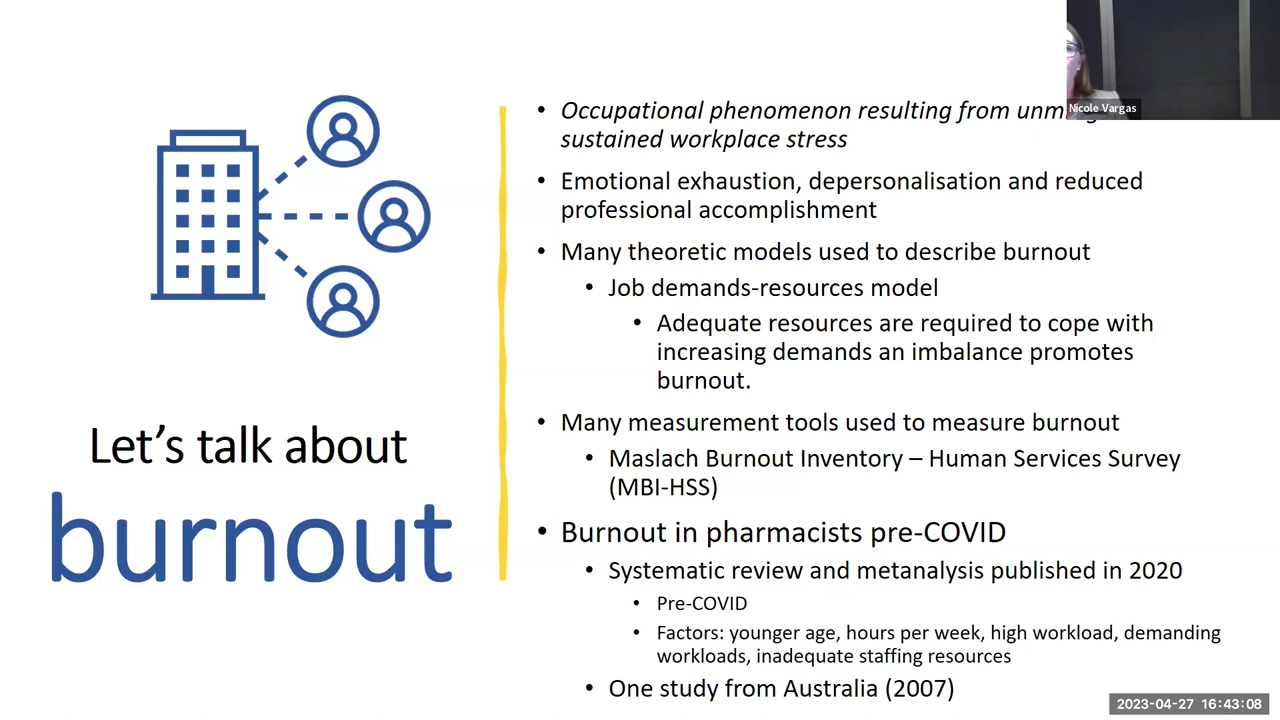 Nicole Vargas
Occupational phenomenon resulting from
sustained workplace stress
Emotional exhaustion, depersonalisation and reduced
professional accomplishment
Many theoretic models used to describe burnout
Job demands-resources model
Adequate resources are required to cope with
increasing demands an imbalance promotes
burnout.
Many measurement tools used to measure burnout
Maslach Burnout Inventory – Human Services Survey
(MBI-HSS)
Burnout in pharmacists pre-COVID
Systematic review and metanalysis published in 2020
Pre-COVID
Factors: younger age, hours per week, high workload, demanding
workloads, inadequate staffing resources
One study from Australia (2007)
Let's talk about
burnout
2023-04-27 16:43:08